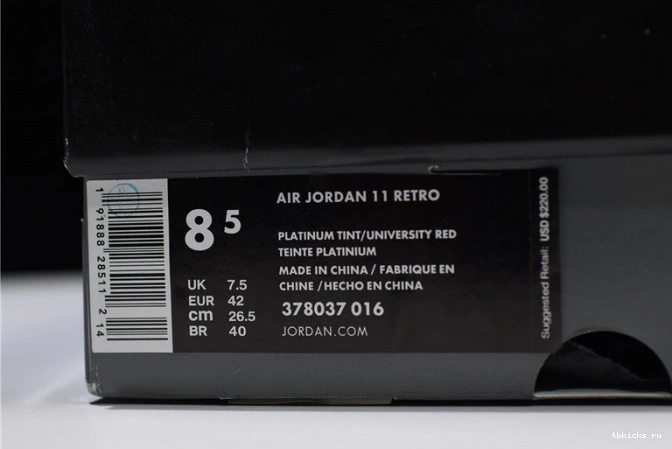 1 91888 28511 2 14
8 5
UK 7.5
EUR 42
cm 26.5
BR 40
AIR JORDAN 11 RETRO
PLATINUM TINT/UNIVERSITY RED
TEINTE PLATINIUM
MADE IN CHINA / FABRIQUE EN
CHINE / HECHO EN CHINA
378037 016
JORDAN.COM
Suggested Retail: USD $220.00
tbkicks ru